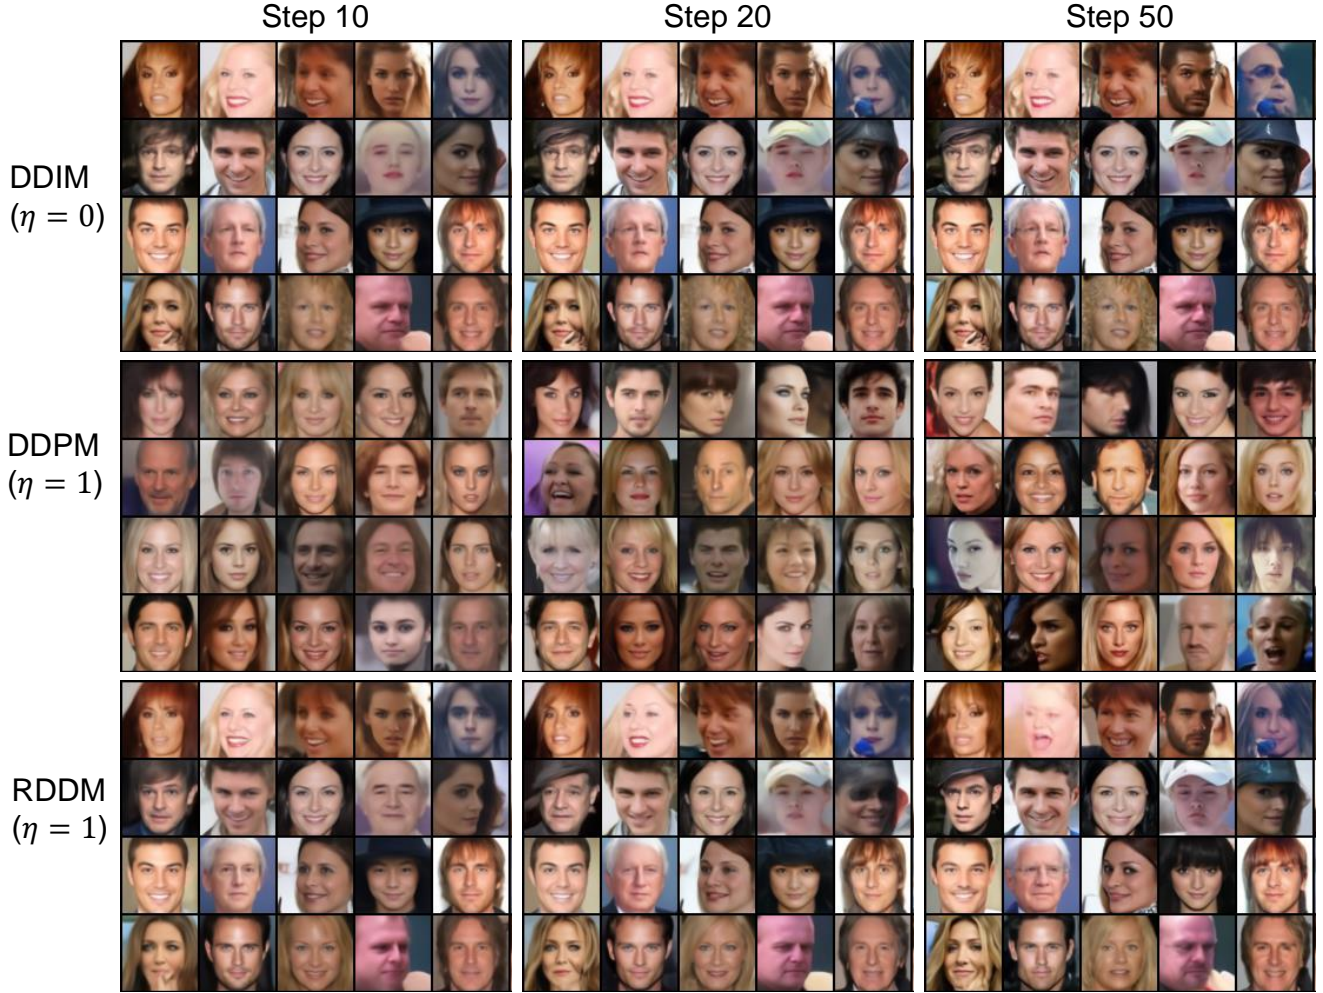 Step 10
Step 20
Step 50
DDIM
(η = 0)
DDPM
(η = 1)
RDDM
(η = 1)